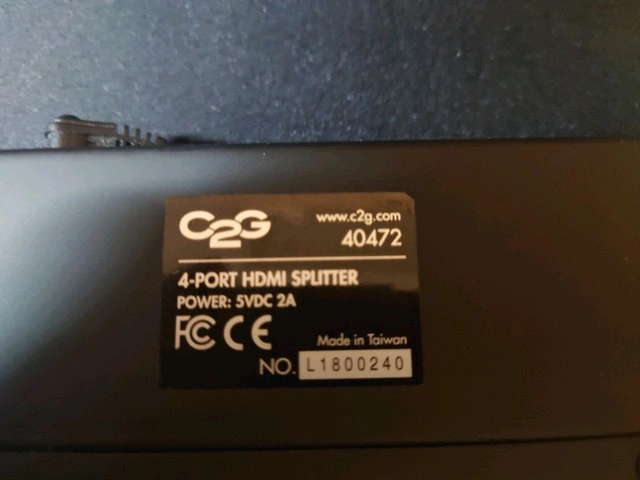 C2G
www.c2g.com
40472
4-PORT HDMI SPLITTER
POWER: 5VDC 2A
FC CE
Made in Taiwan
NO. L1800240